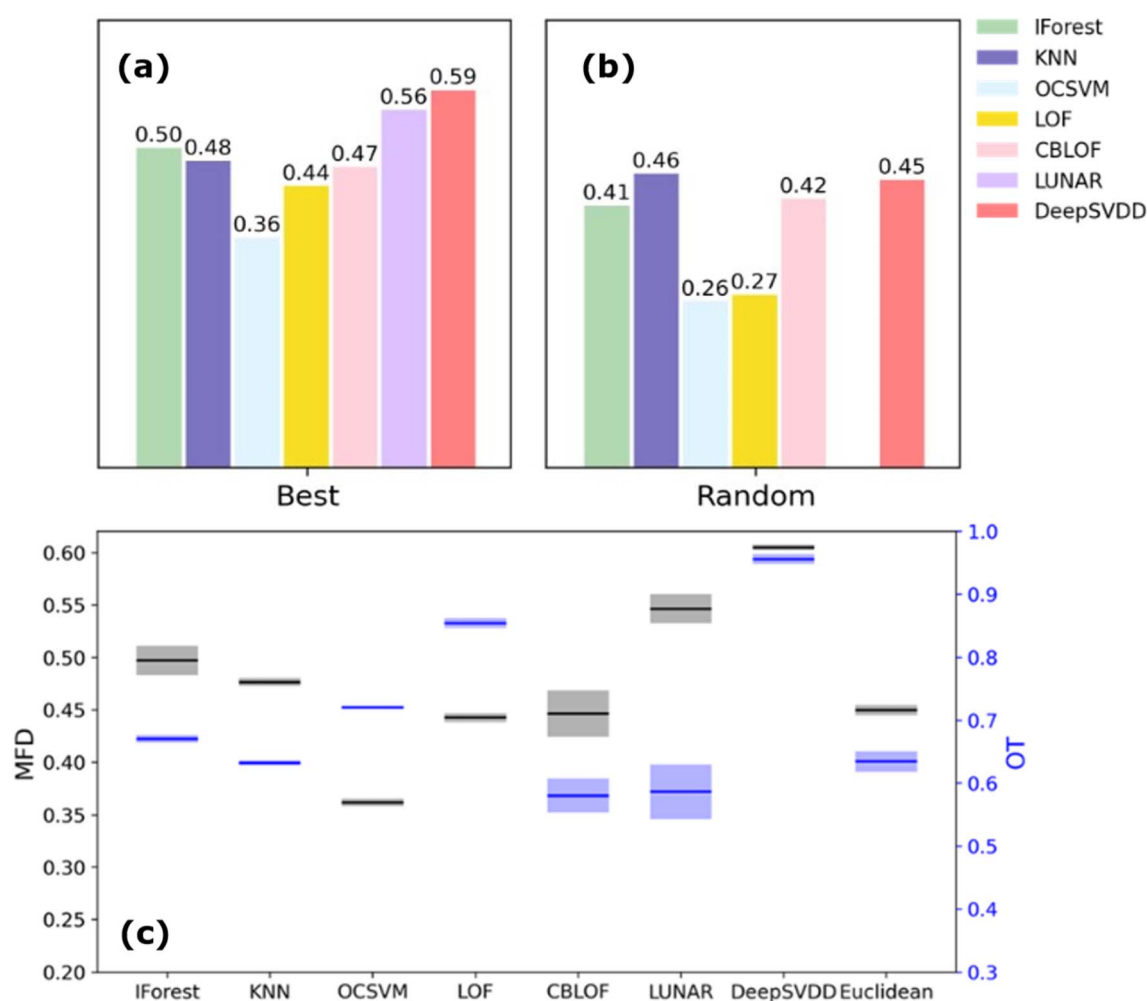 (a)
0.50
0.48
0.36
0.44
0.47
0.56
0.59
Best
(b)
0.41
0.46
0.26
0.27
0.42
0.45
Random
IForest
KNN
OCSVM
LOF
CBLOF
LUNAR
DeepSVDD
MFD
0.60
0.55
0.50
0.45
0.40
0.35
0.30
0.25
0.20
(c)
1.0
0.9
0.8
0.7
0.6
0.5
0.4
0.3
OT
IForest KNN OCSVM LOF CBLOF LUNAR DeepSVDD Euclidean